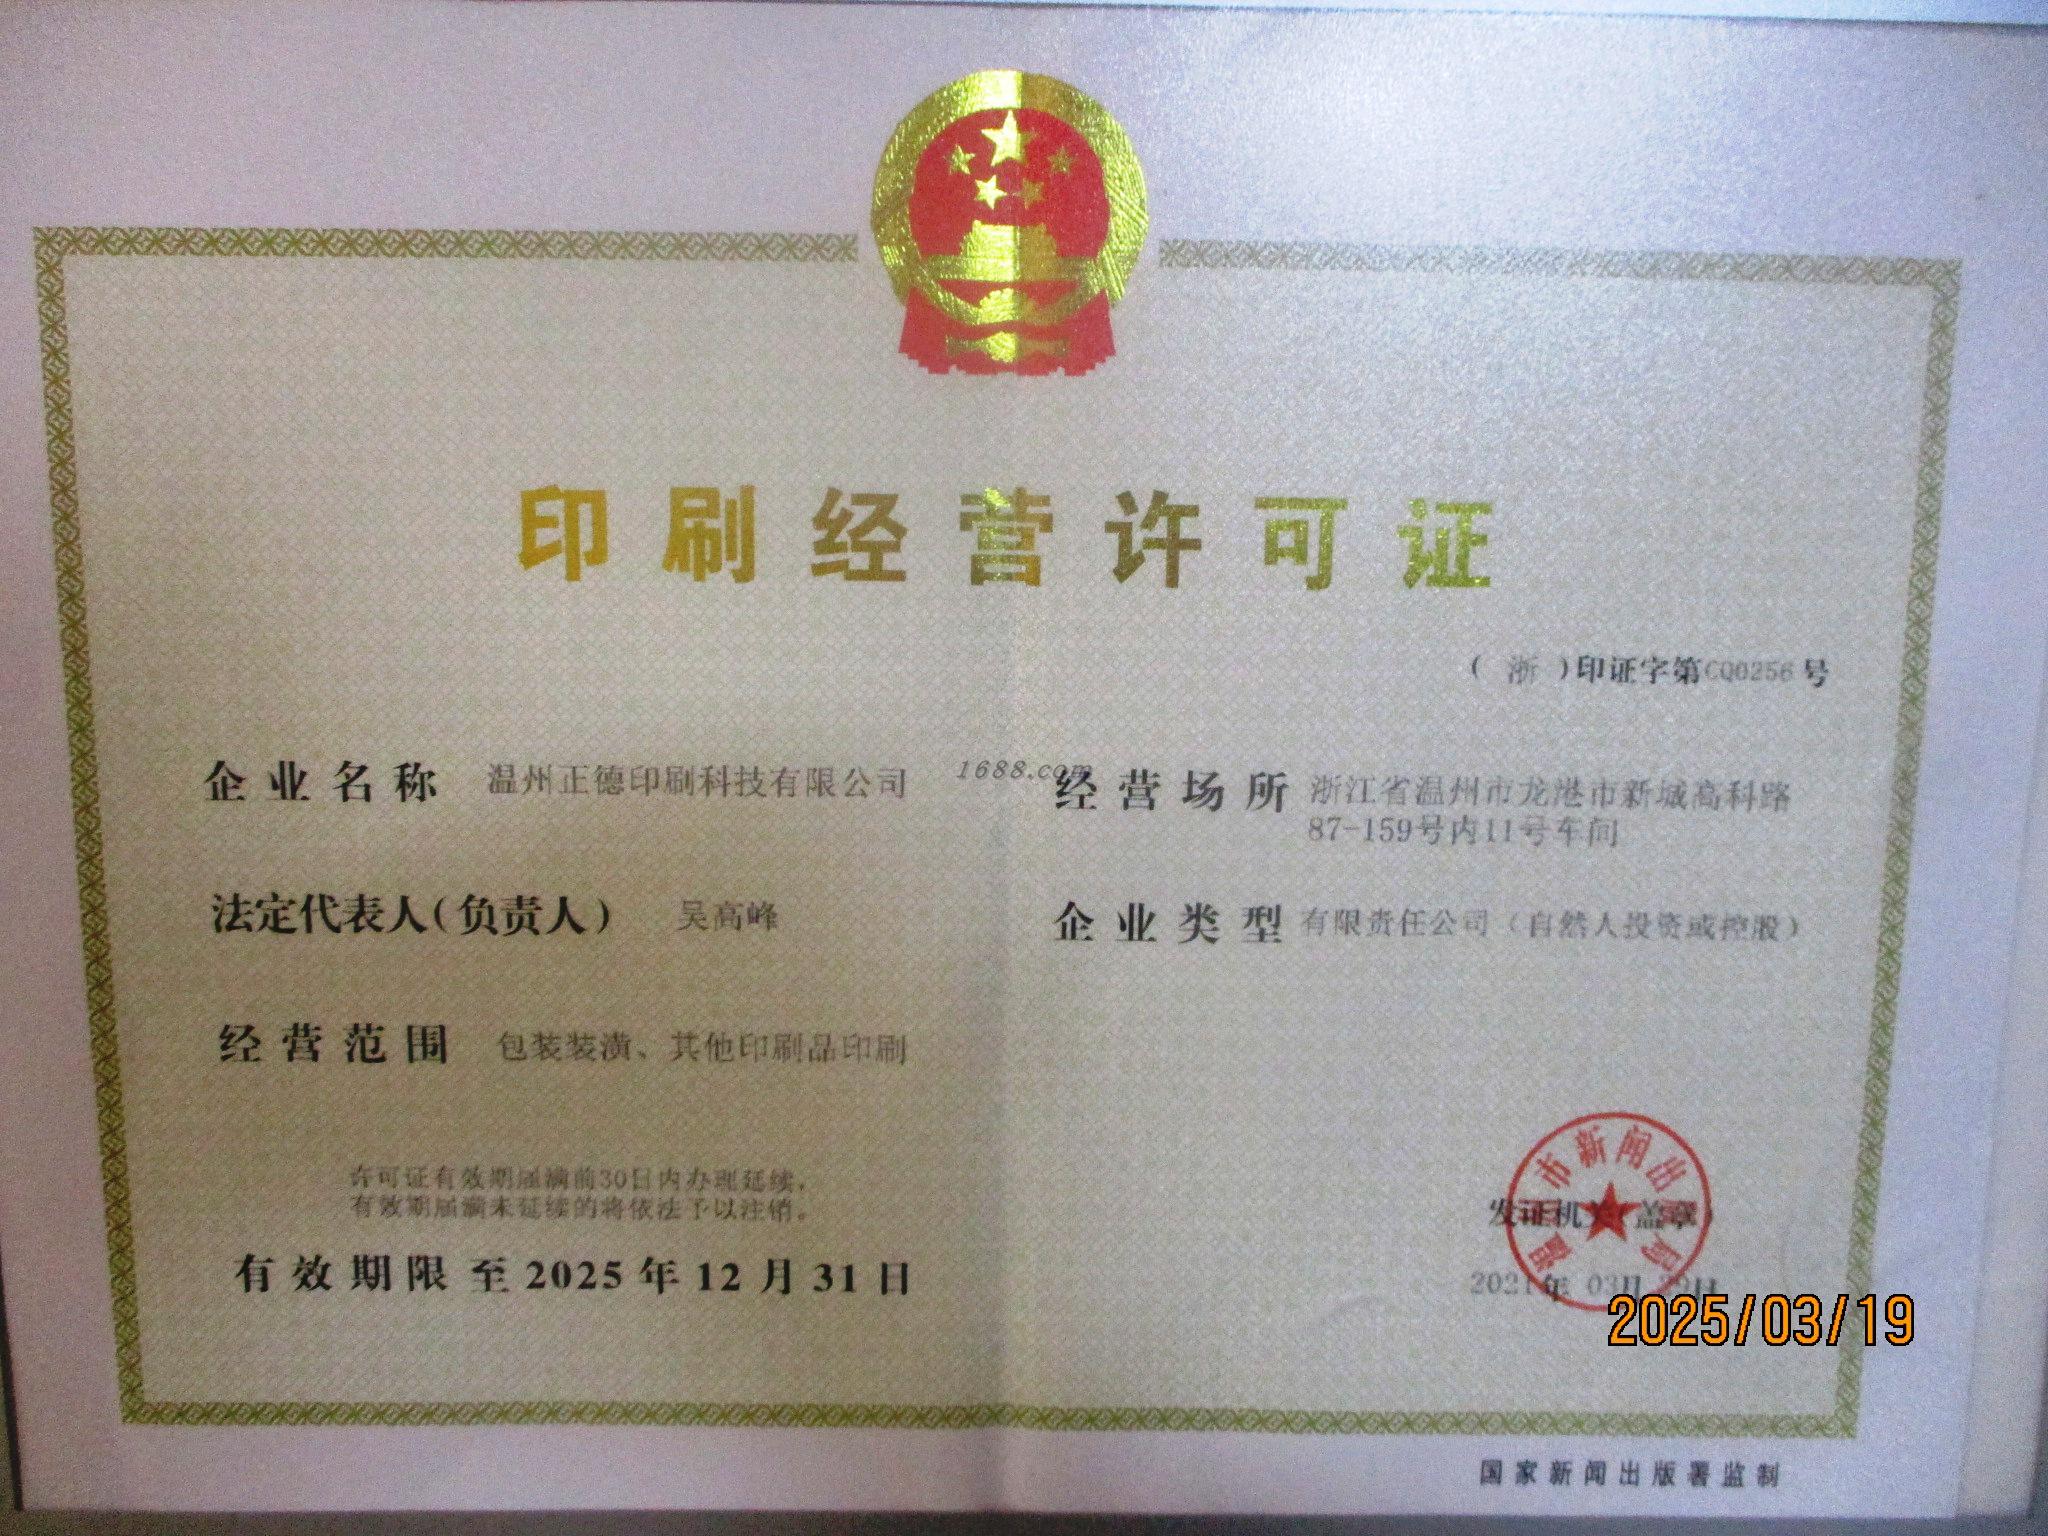 印刷经营许可证
(浙)印证字第CQ0256号
企业名称 温州正德印刷科技有限公司
1688.com
经营场所 浙江省温州市龙港市新城高科路
87-159号内11号车间
法定代表人(负责人) 吴高峰
企业类型 有限责任公司（自然人投资或控股）
经营范围 包装装潢、其他印刷品印刷
许可证有效期届满前30日内办理延续，
有效期届满未延续的将依法予以注销。
有效期限至2025年12月31日
市新闻出
局
发证机关(盖章)
2021年 03月 日
2025/03/19
国家新闻出版署监制